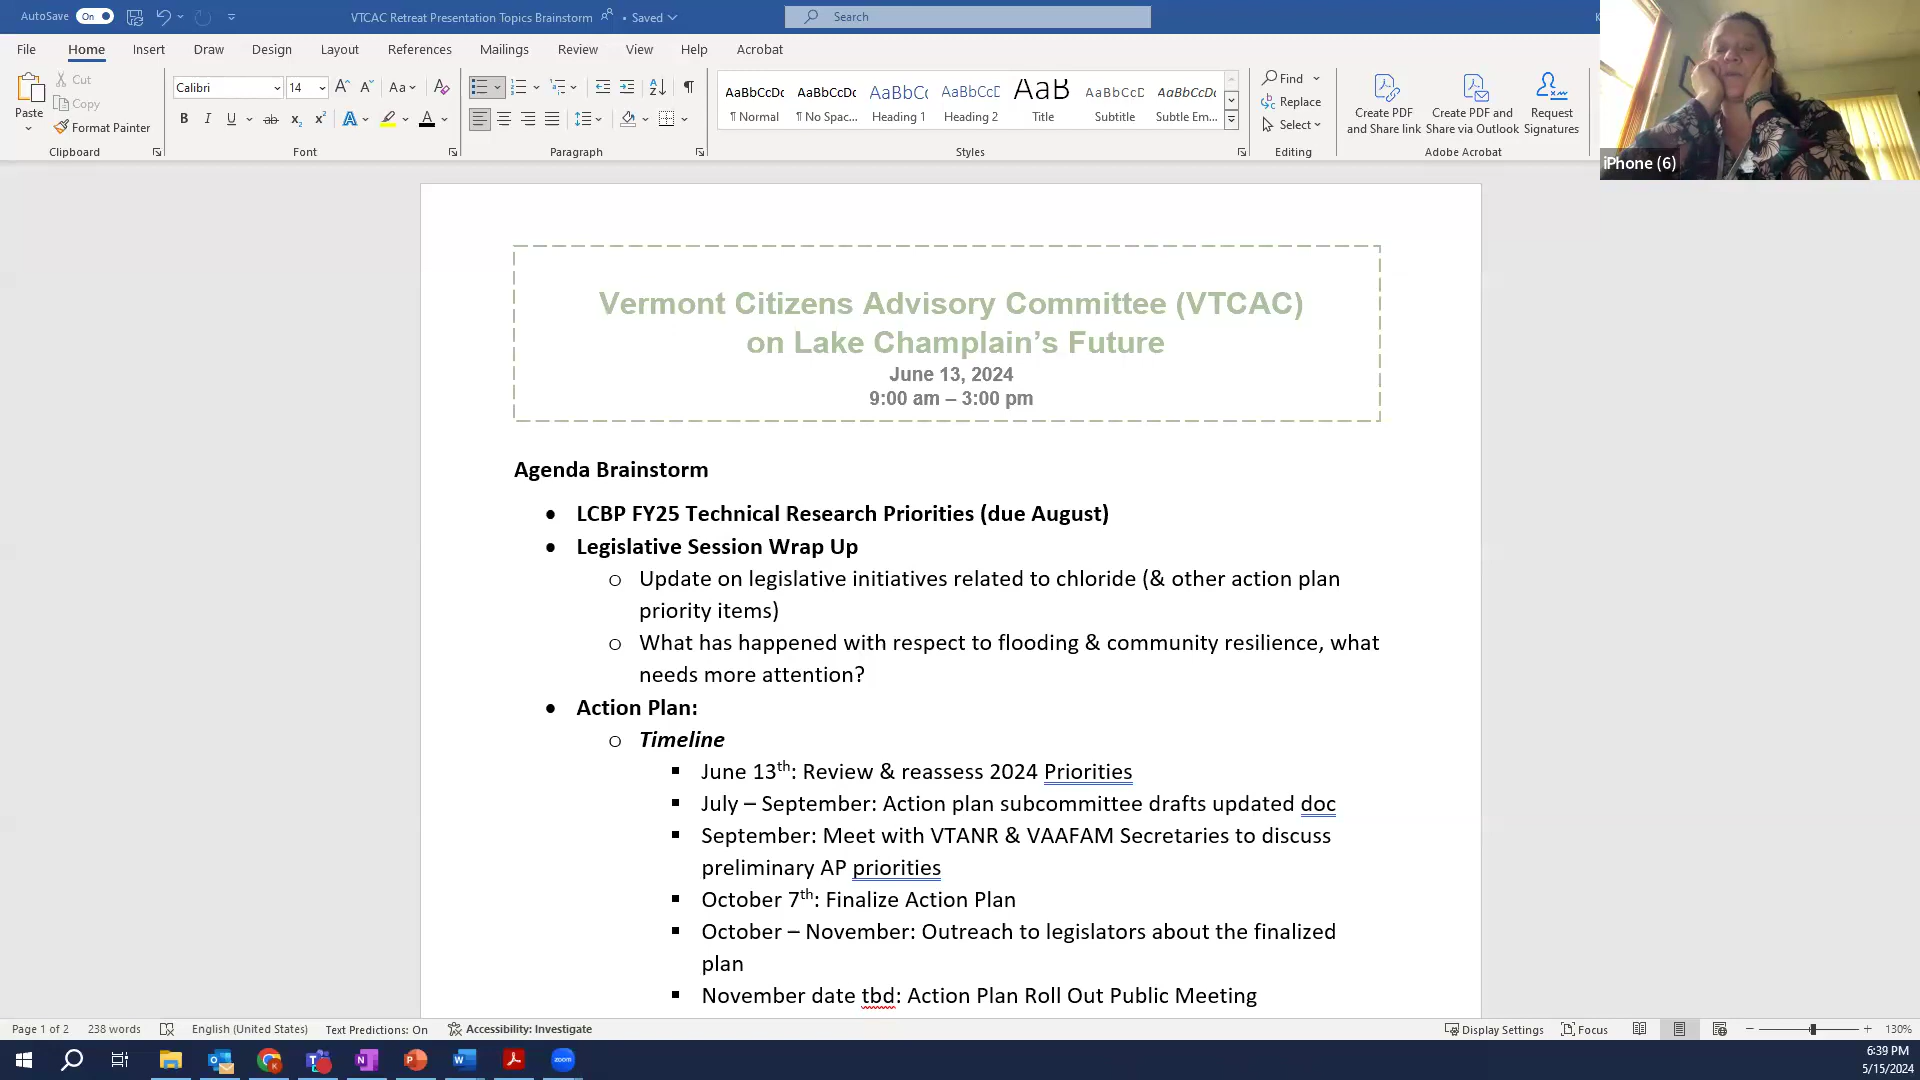 AutoSave On VTCAC Retreat Presentation Topics Brainstorm • Saved Search
File Home Insert Draw Design Layout References Mailings Review View Help Acrobat
Paste Cut Copy Format Painter
Calibri 14 Aa
Find Replace Select
AaBbCcDc AaBbCcDc AaBbCc AaBbCcD AaB AaBbCcD AaBbCcDc
¶ Normal ¶ No Spac... Heading 1 Heading 2 Title Subtitle Subtle Em...
Create PDF and Share link
Create PDF and Share via Outlook
Request Signatures
Clipboard Font Paragraph Styles Editing Adobe Acrobat
iPhone (6)
Vermont Citizens Advisory Committee (VTCAC)
on Lake Champlain’s Future
June 13, 2024
9:00 am – 3:00 pm
Agenda Brainstorm
• LCBP FY25 Technical Research Priorities (due August)
• Legislative Session Wrap Up
o Update on legislative initiatives related to chloride (& other action plan
priority items)
o What has happened with respect to flooding & community resilience, what
needs more attention?
• Action Plan:
o Timeline
▪ June 13th: Review & reassess 2024 Priorities
▪ July – September: Action plan subcommittee drafts updated doc
▪ September: Meet with VTANR & VAAFAM Secretaries to discuss
preliminary AP priorities
▪ October 7th: Finalize Action Plan
▪ October – November: Outreach to legislators about the finalized
plan
▪ November date tbd: Action Plan Roll Out Public Meeting
Page 1 of 2 238 words English (United States) Text Predictions: On Accessibility: Investigate Display Settings Focus 130%
6:39 PM
5/15/2024